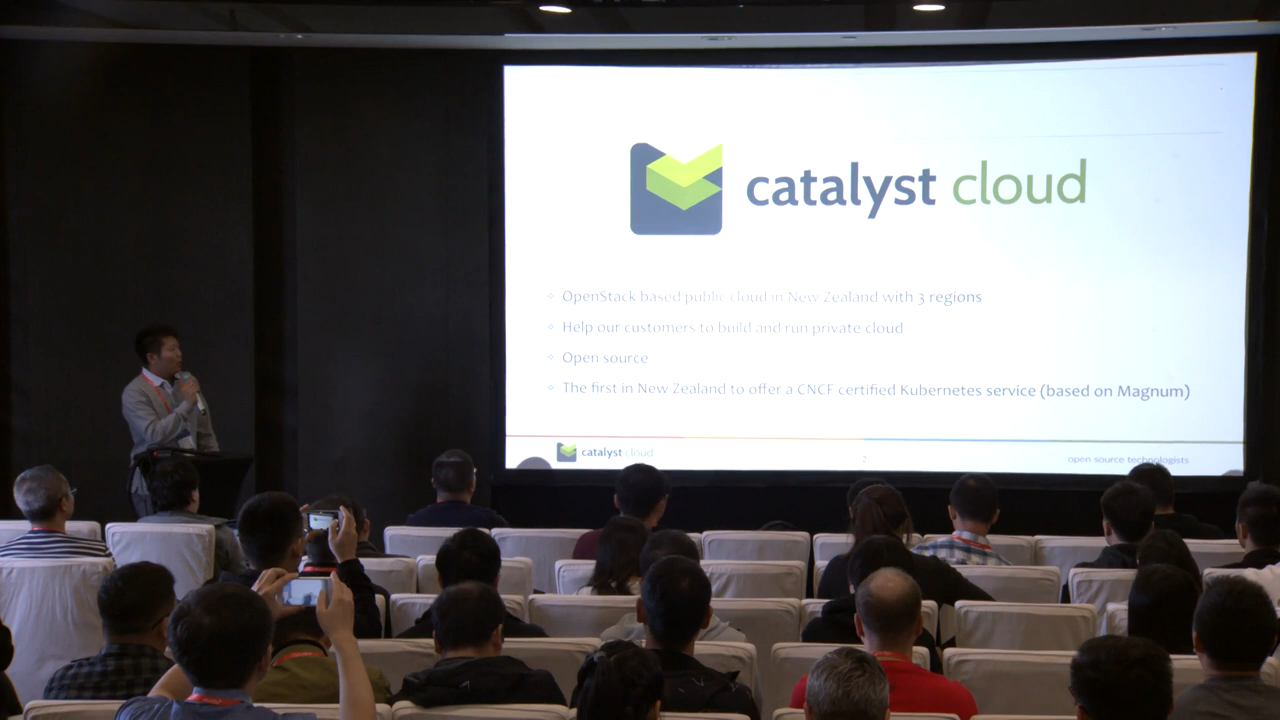 catalyst cloud
OpenStack based public cloud in New Zealand with 3 regions
Help our customers to build and run private cloud
Open source
The first in New Zealand to offer a CNCF certified Kubernetes service (based on Magnum)
catalyst cloud
2
open source technologists